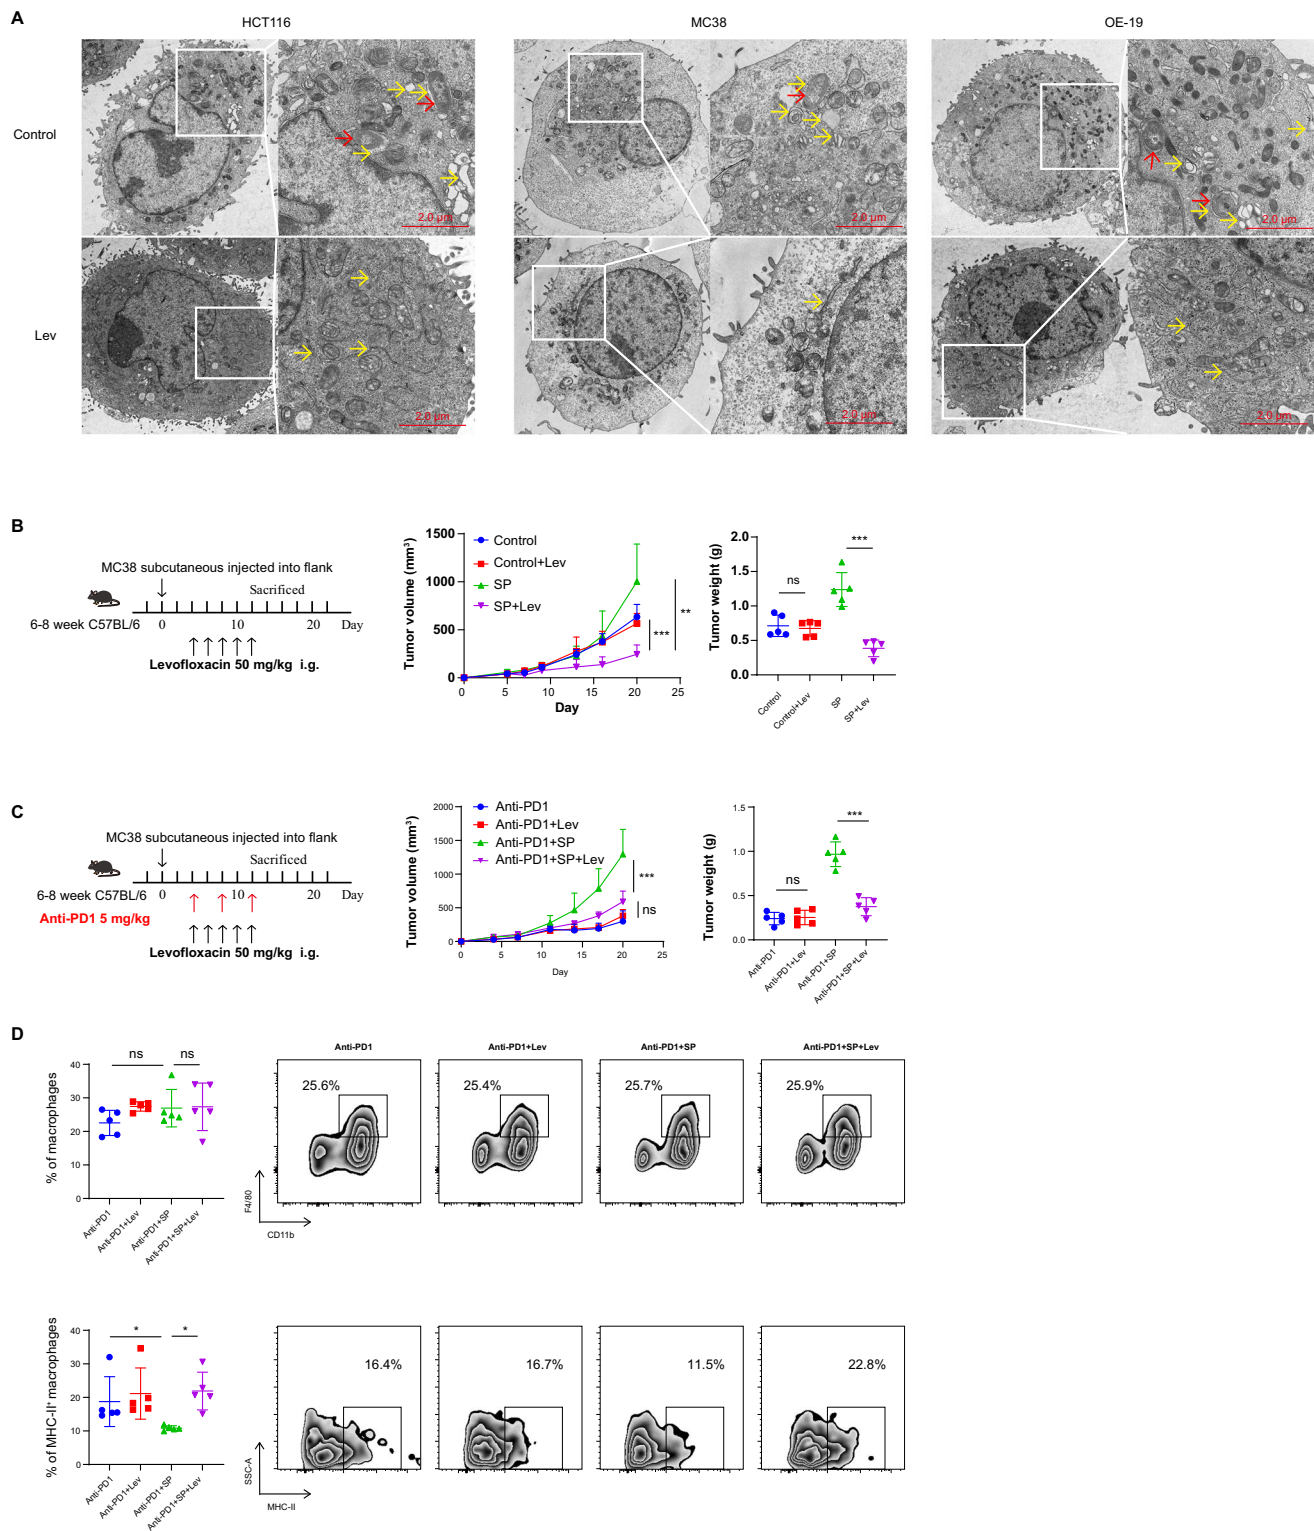 A
HCT116
MC38
OE-19
Control
2.0 μm
2.0 μm
2.0 μm
Lev
2.0 μm
2.0 μm
2.0 μm
B
MC38 subcutaneous injected into flank
Sacrificed
6-8 week C57BL/6
0
10
20
Day
Levofloxacin 50 mg/kg i.g.
Tumor volume (mm³)
1500
1000
500
0
0
5
10
15
20
25
Day
Control
Control+Lev
SP
SP+Lev
**
***
Tumor weight (g)
2.0
1.5
1.0
0.5
0.0
ns
***
Control
Control+Lev
SP
SP+Lev
C
MC38 subcutaneous injected into flank
Sacrificed
6-8 week C57BL/6
0
10
20
Day
Anti-PD1 5 mg/kg
Levofloxacin 50 mg/kg i.g.
Tumor volume (mm³)
2000
1500
1000
500
0
0
5
10
15
20
25
Day
Anti-PD1
Anti-PD1+Lev
Anti-PD1+SP
Anti-PD1+SP+Lev
***
ns
Tumor weight (g)
1.5
1.0
0.5
0.0
ns
***
Anti-PD1
Anti-PD1+Lev
Anti-PD1+SP
Anti-PD1+SP+Lev
D
% of macrophages
40
30
20
10
0
ns
ns
Anti-PD1
Anti-PD1+Lev
Anti-PD1+SP
Anti-PD1+SP+Lev
Anti-PD1
Anti-PD1+Lev
Anti-PD1+SP
Anti-PD1+SP+Lev
25.6%
25.4%
25.7%
25.9%
F4/80
CD11b
% of MHC-II⁺ macrophages
40
30
20
10
0
*
*
Anti-PD1
Anti-PD1+Lev
Anti-PD1+SP
Anti-PD1+SP+Lev
16.4%
16.7%
11.5%
22.8%
SSC-A
MHC-II